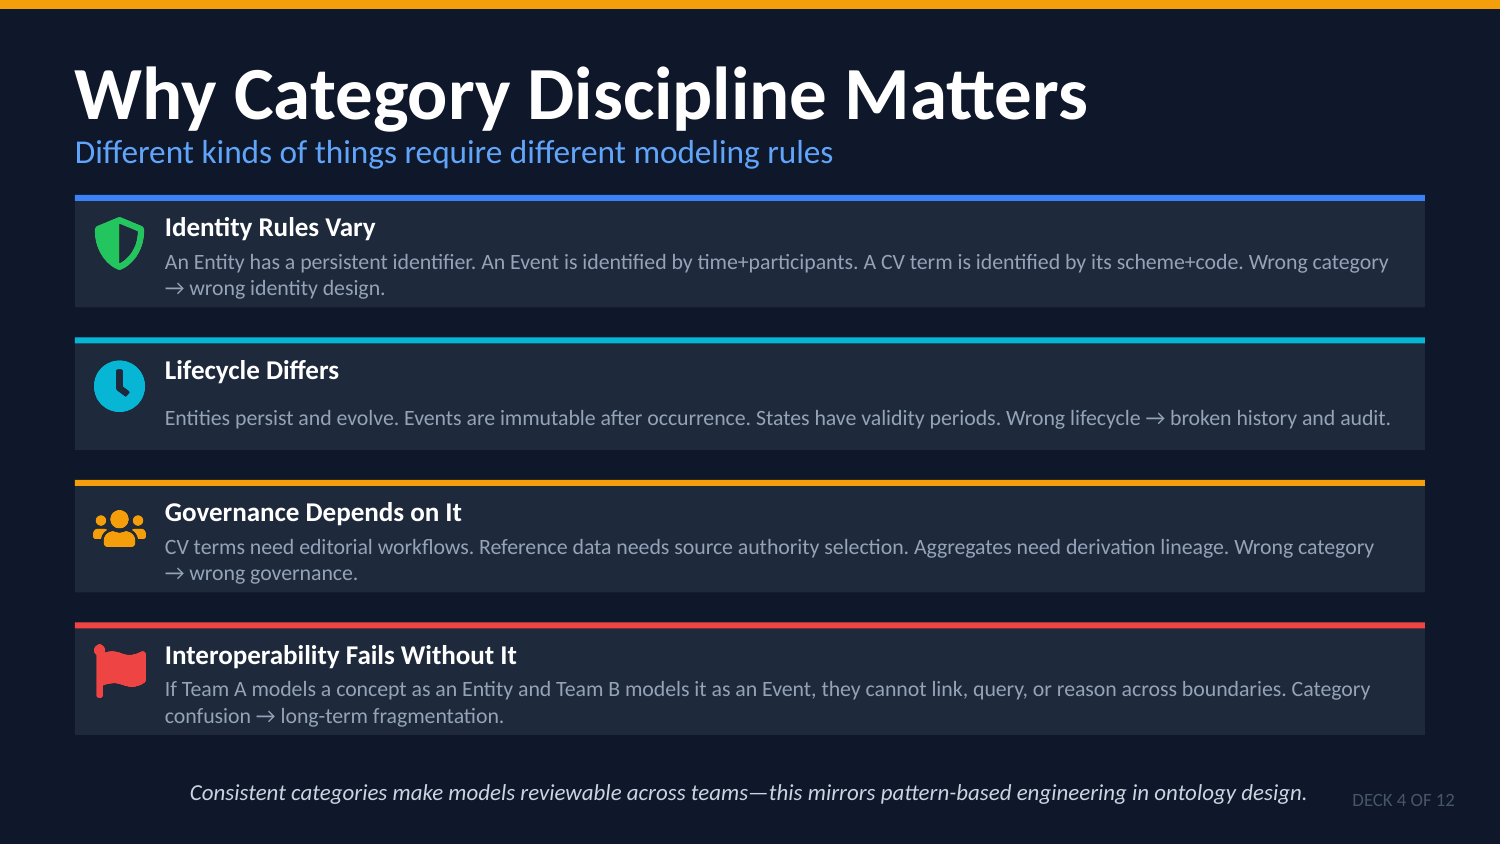 Why Category Discipline Matters
Different kinds of things require different modeling rules
Identity Rules Vary
An Entity has a persistent identifier. An Event is identified by time+participants. A CV term is identified by its scheme+code. Wrong category
→ wrong identity design.
Lifecycle Differs
Entities persist and evolve. Events are immutable after occurrence. States have validity periods. Wrong lifecycle → broken history and audit.
Governance Depends on It
CV terms need editorial workflows. Reference data needs source authority selection. Aggregates need derivation lineage. Wrong category
→ wrong governance.
Interoperability Fails Without It
If Team A models a concept as an Entity and Team B models it as an Event, they cannot link, query, or reason across boundaries. Category
confusion → long-term fragmentation.
Consistent categories make models reviewable across teams—this mirrors pattern-based engineering in ontology design.
DECK 4 OF 12